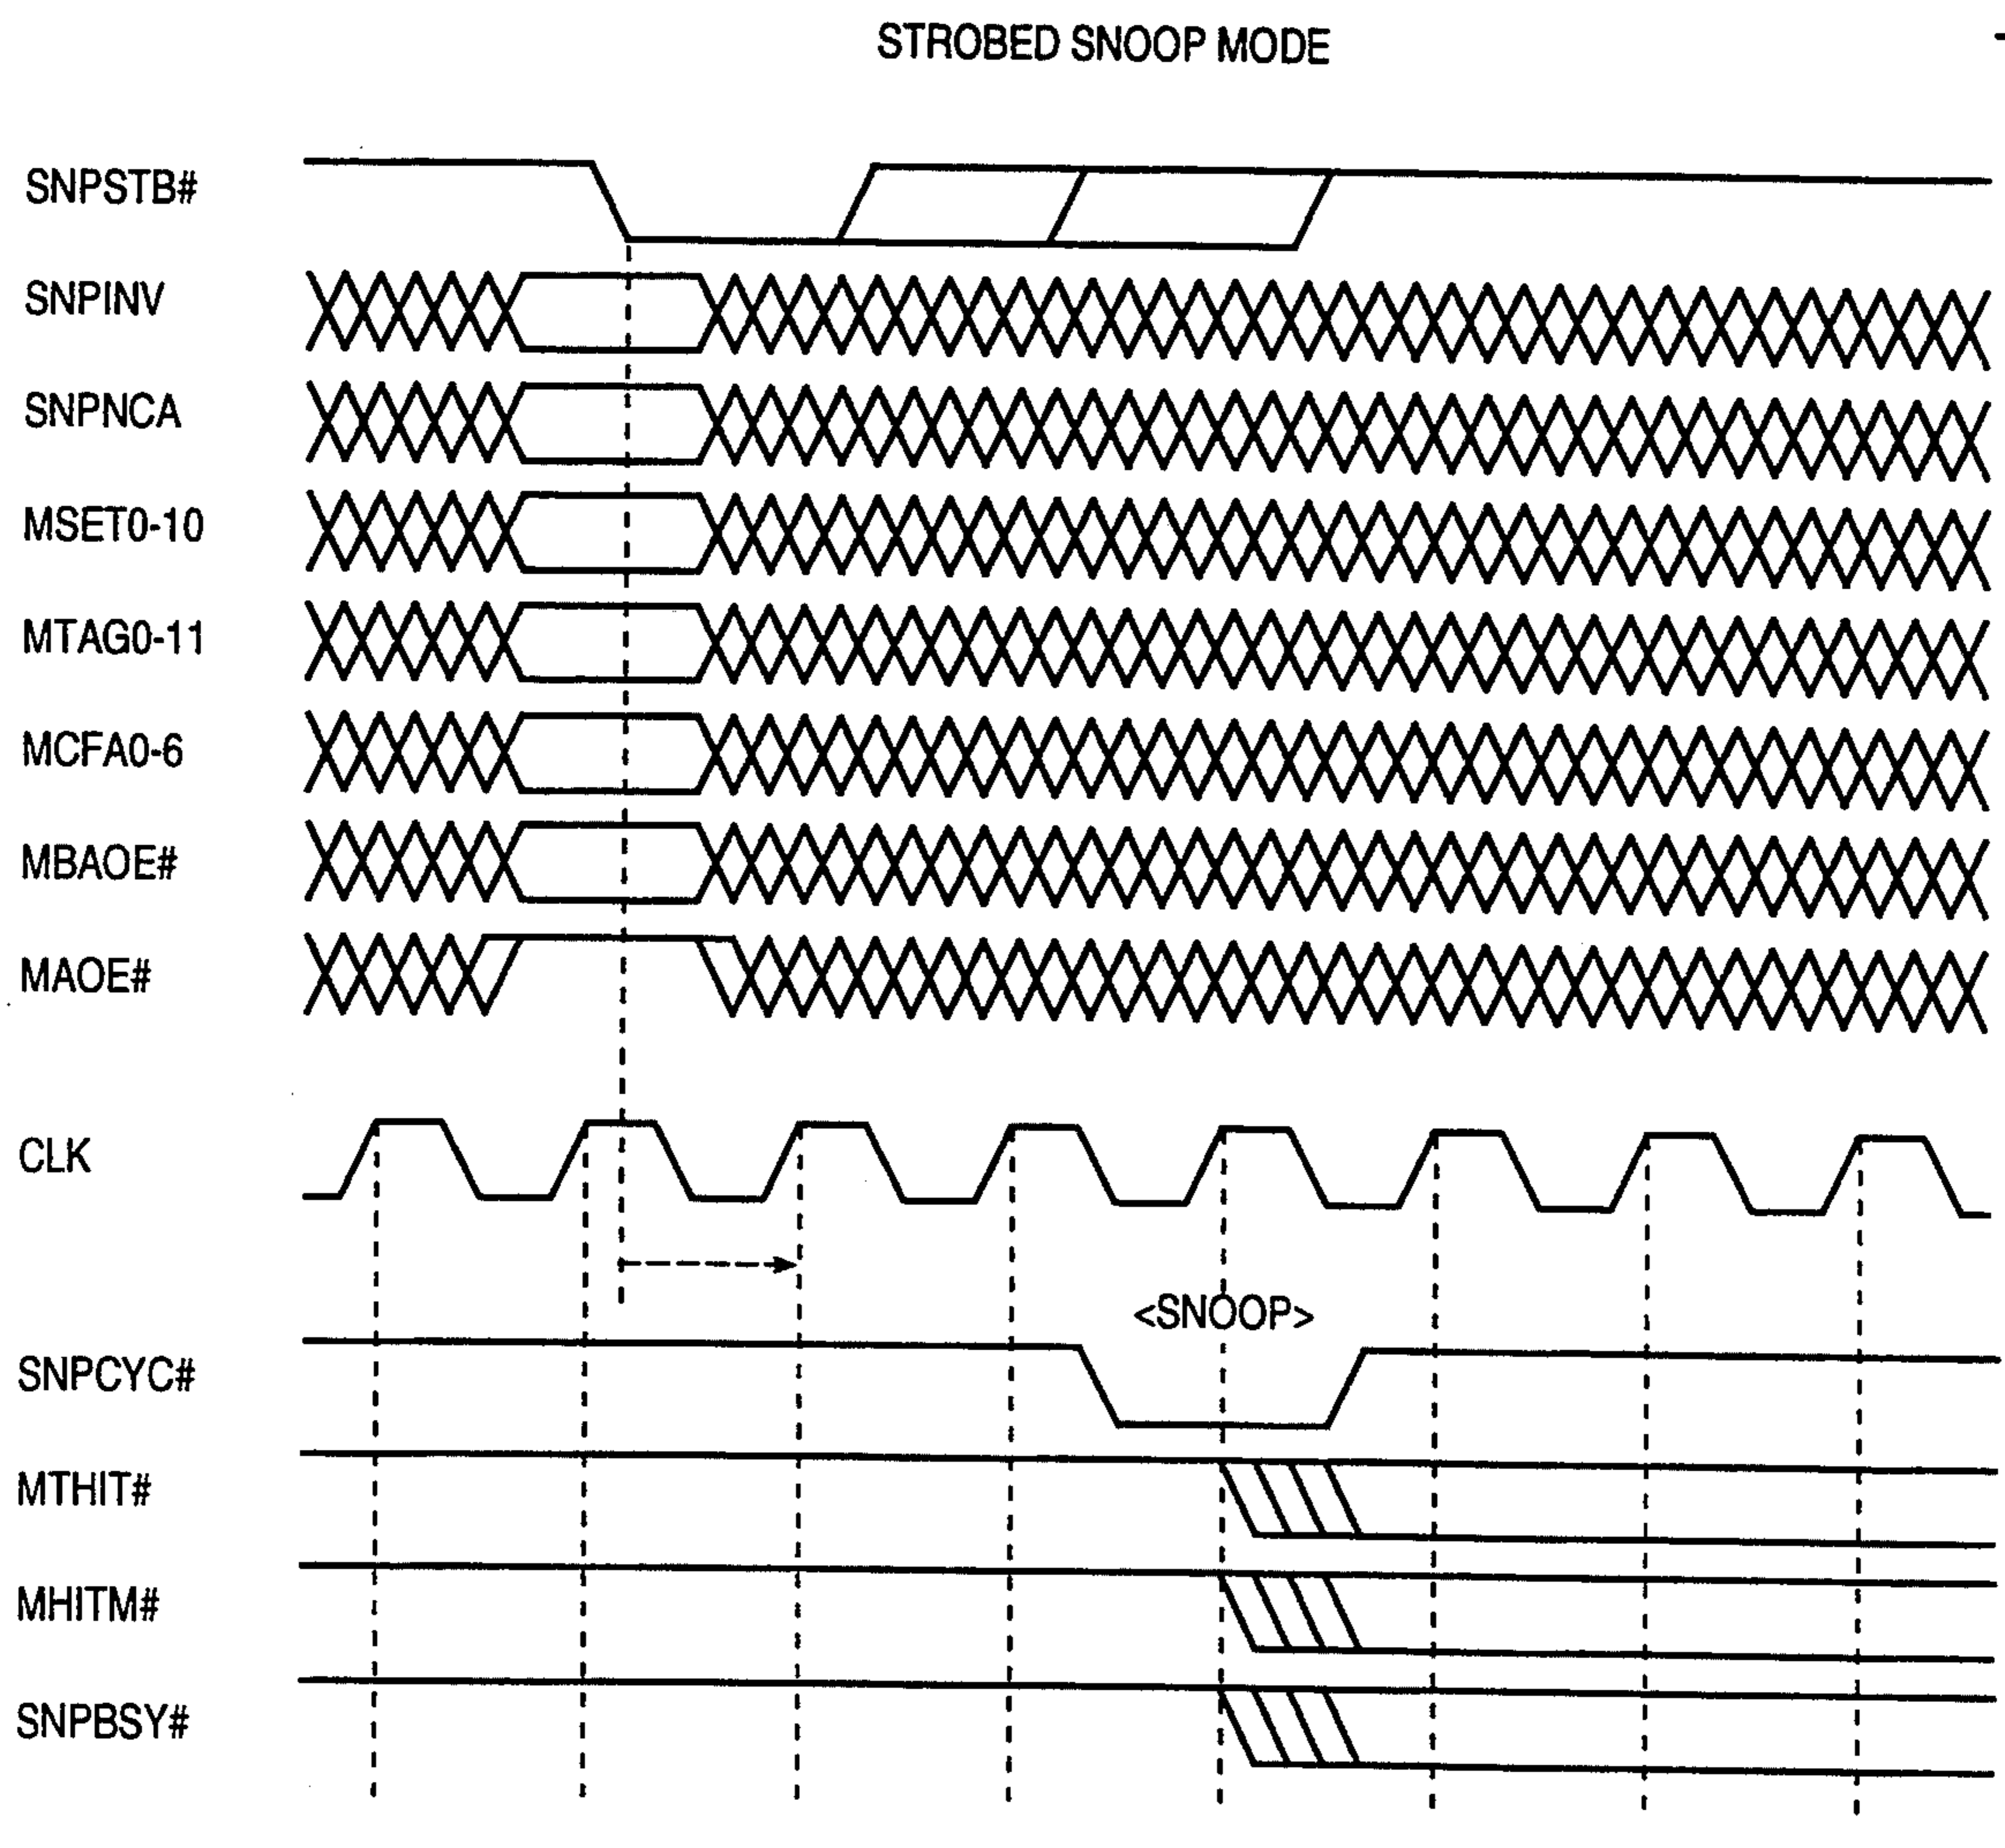 STROBED SNOOP MODE
SNPSTB#
SNPINV
SNPNCA
MSET0-10
MTAG0-11
MCFA0-6
MBAOE#
MAOE#
CLK
<SNOOP>
SNPCYC#
MTHIT#
MHITM#
SNPBSY#